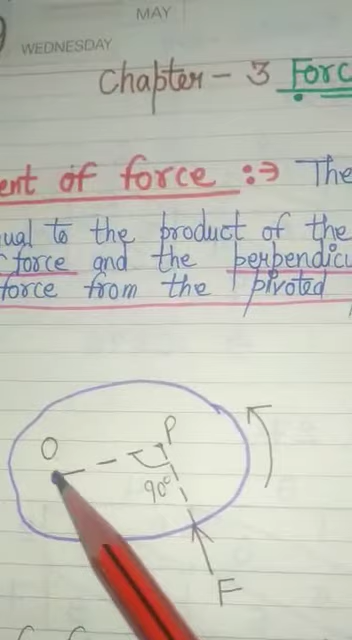 MAY
WEDNESDAY
Chapter - 3 Forc
ent of force :⇒ The
ual to the product of the
force and the perpendicu
force from the pivoted
O
P
90°
F